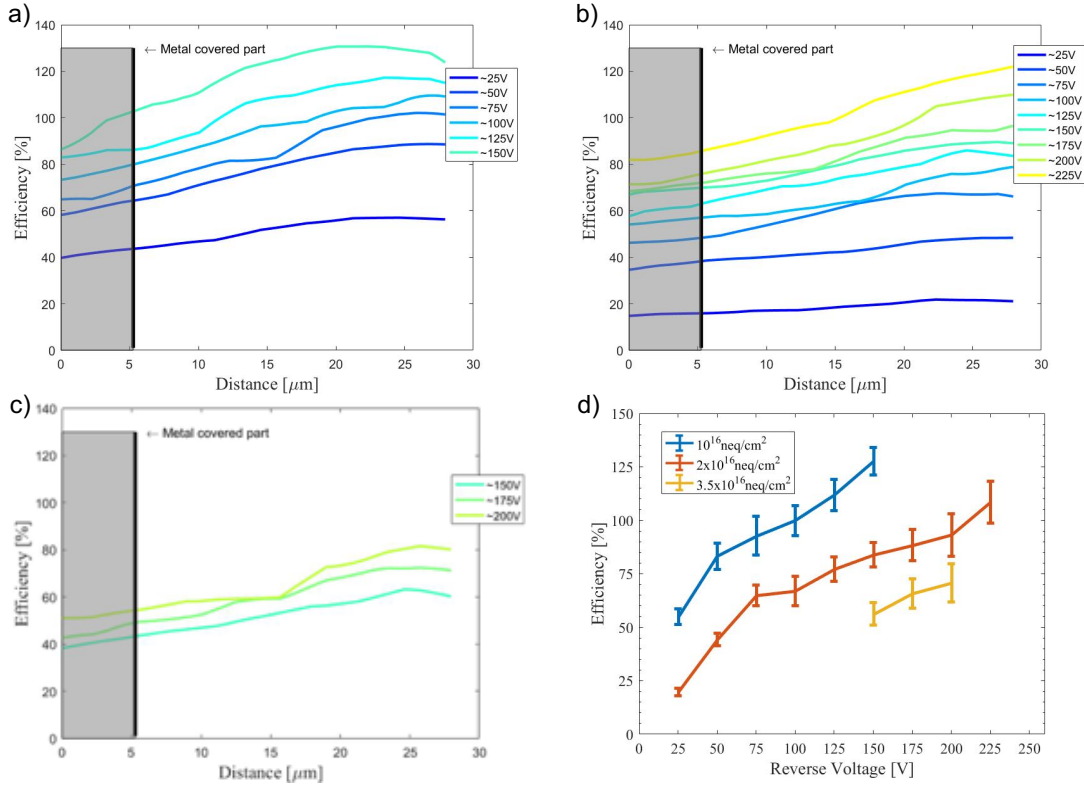 a)
140
120
100
80
60
40
20
0
Efficiency [%]
← Metal covered part
~25V
~50V
~75V
~100V
~125V
~150V
0 5 10 15 20 25 30
Distance [μm]
b)
140
120
100
80
60
40
20
0
Efficiency [%]
← Metal covered part
~25V
~50V
~75V
~100V
~125V
~150V
~175V
~200V
~225V
0 5 10 15 20 25 30
Distance [μm]
c)
140
120
100
80
60
40
20
0
Efficiency [%]
← Metal covered part
~150V
~175V
~200V
0 5 10 15 20 25 30
Distance [μm]
d)
150
125
100
75
50
25
0
Efficiency [%]
10¹⁶neq/cm²
2x10¹⁶neq/cm²
3.5x10¹⁶neq/cm²
0 25 50 75 100 125 150 175 200 225
Reverse Voltage [V]